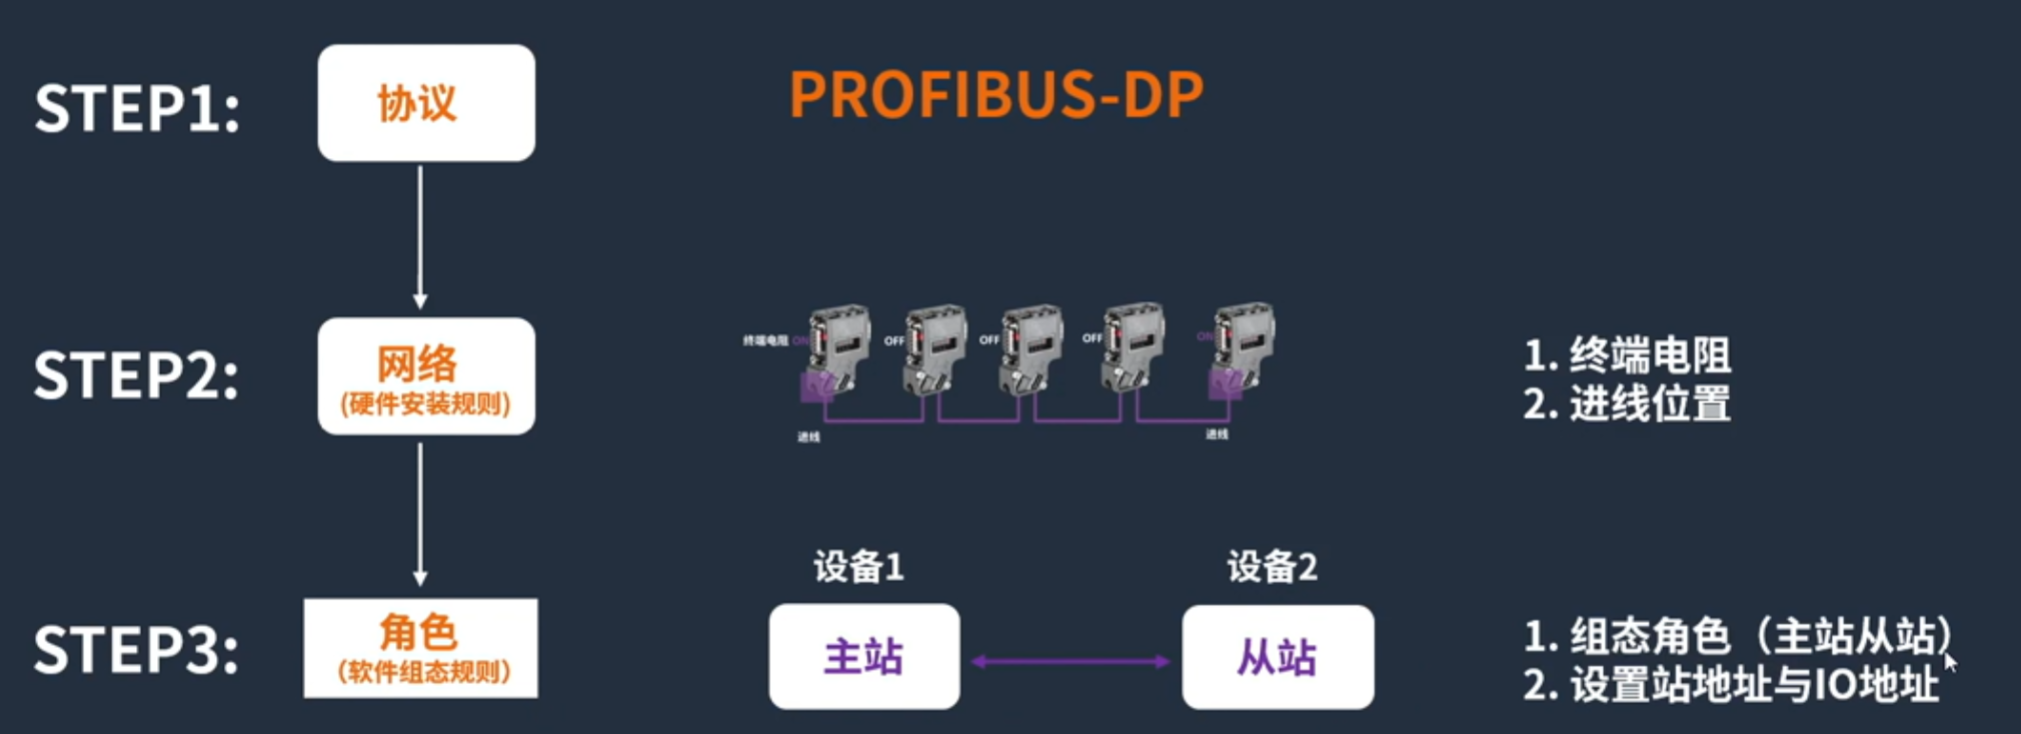 STEP1:
协议
PROFIBUS-DP
STEP2:
网络
(硬件安装规则)
终端电阻 ON
OFF
OFF
OFF
ON
进线
进线
1. 终端电阻
2. 进线位置
STEP3:
角色
（软件组态规则）
设备1
主站
设备2
从站
1. 组态角色（主站从站）
2. 设置站地址与IO地址